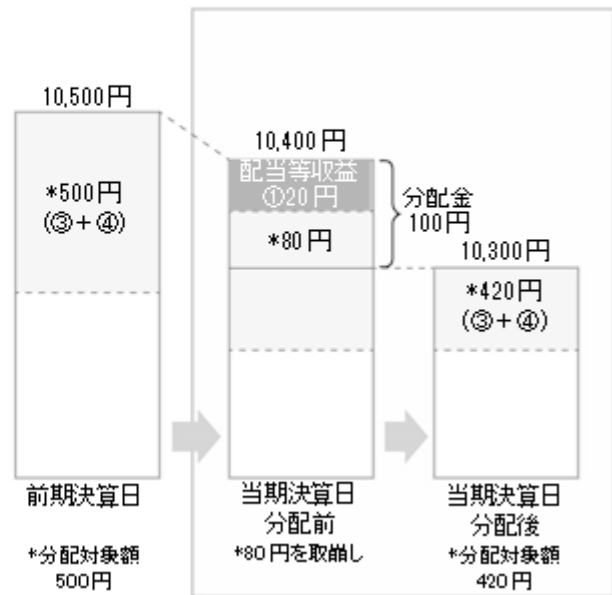 10,500円
*500円
(③+④)
前期決算日
*分配対象額
500円
10,400円
配当等収益
①20円
*80円
分配金
100円
当期決算日
分配前
*80円を取崩し
10,300円
*420円
(③+④)
当期決算日
分配後
*分配対象額
420円